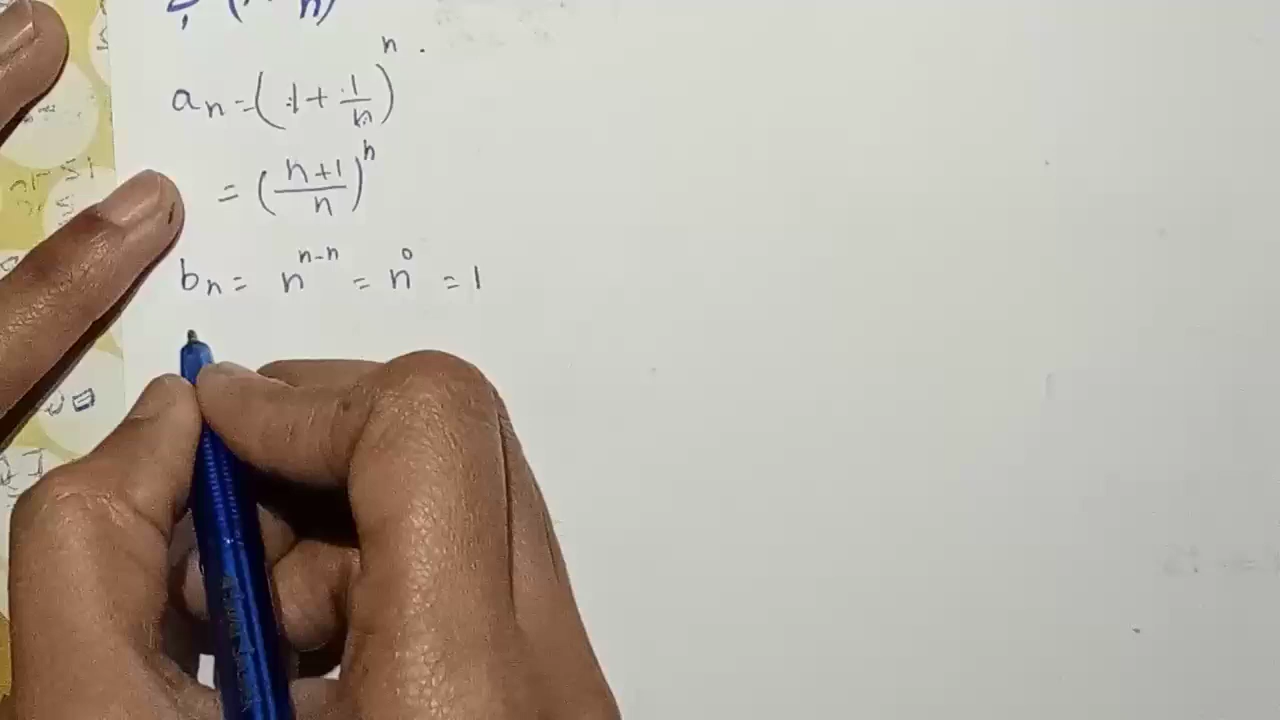 aₙ = (1 + 1/n)ⁿ .
= ((n+1)/n)ⁿ
bₙ = nⁿ⁻ⁿ = n⁰ = 1